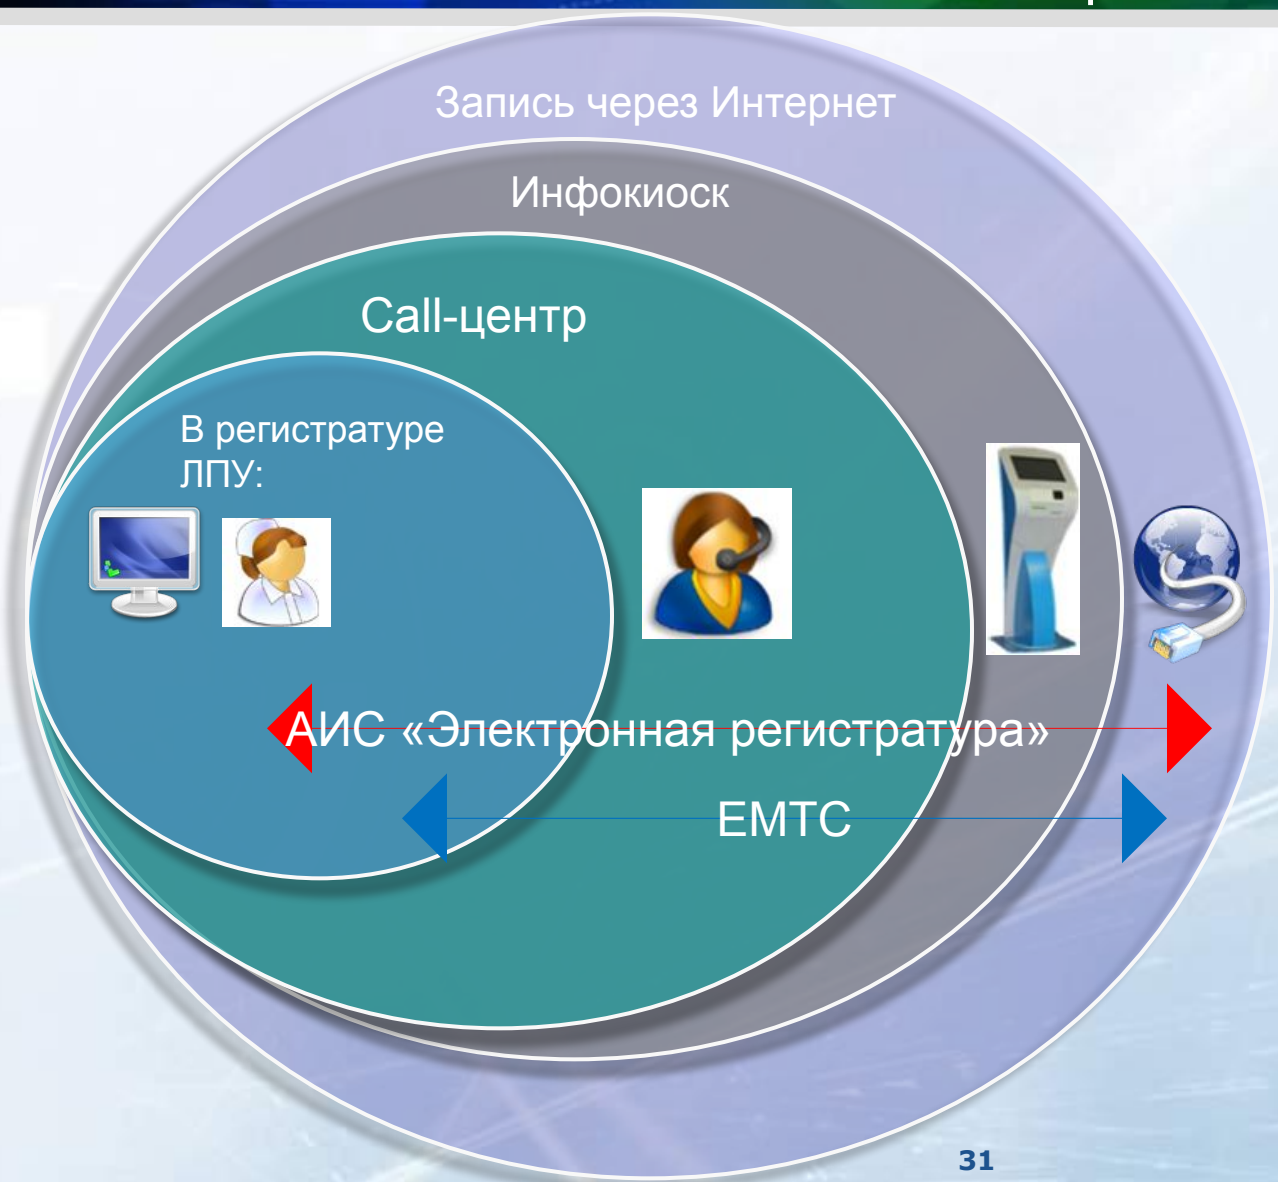 Запись через Интернет
Инфокиоск
Call-центр
В регистратуре
ЛПУ:
АИС «Электронная регистратура»
ЕМТС
31